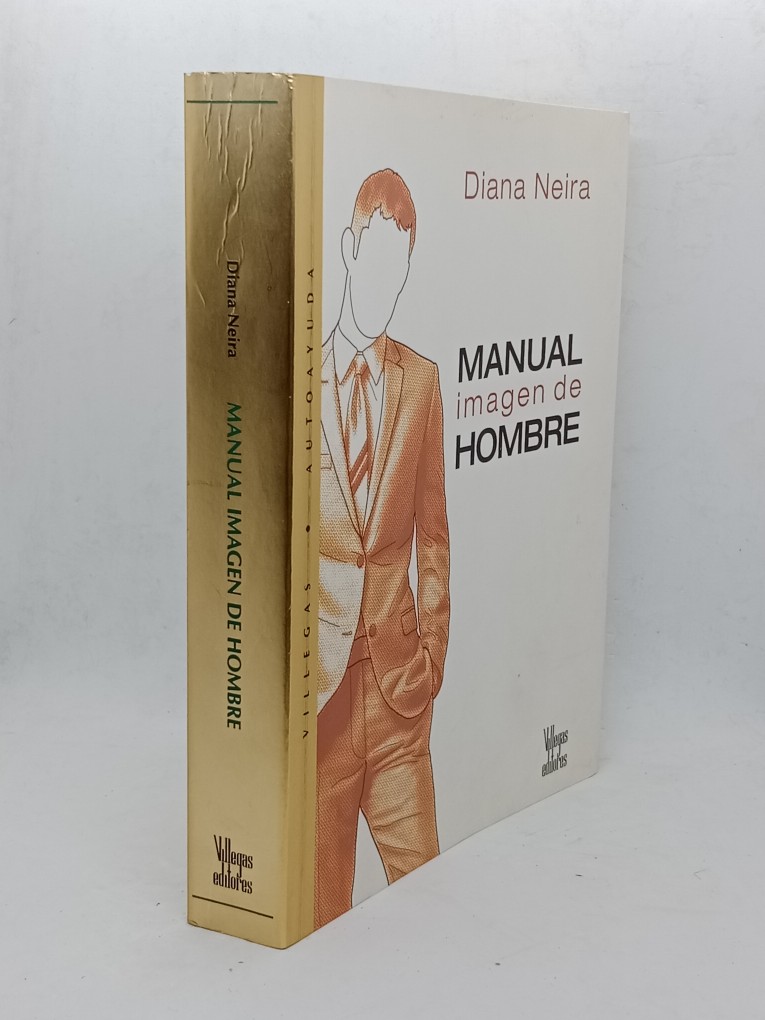 Diana Neira
MANUAL
imagen de
HOMBRE
Villegas
editores
Diana Neira MANUAL IMAGEN DE HOMBRE
Villegas
editores
VILLEGAS • AUTOAYUDA